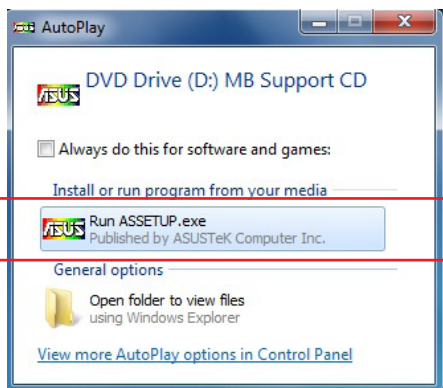 AutoPlay
DVD Drive (D:) MB Support CD
Always do this for software and games:
Install or run program from your media
Run ASSETUP.exe
Published by ASUSTeK Computer Inc.
General options
Open folder to view files
using Windows Explorer
View more AutoPlay options in Control Panel